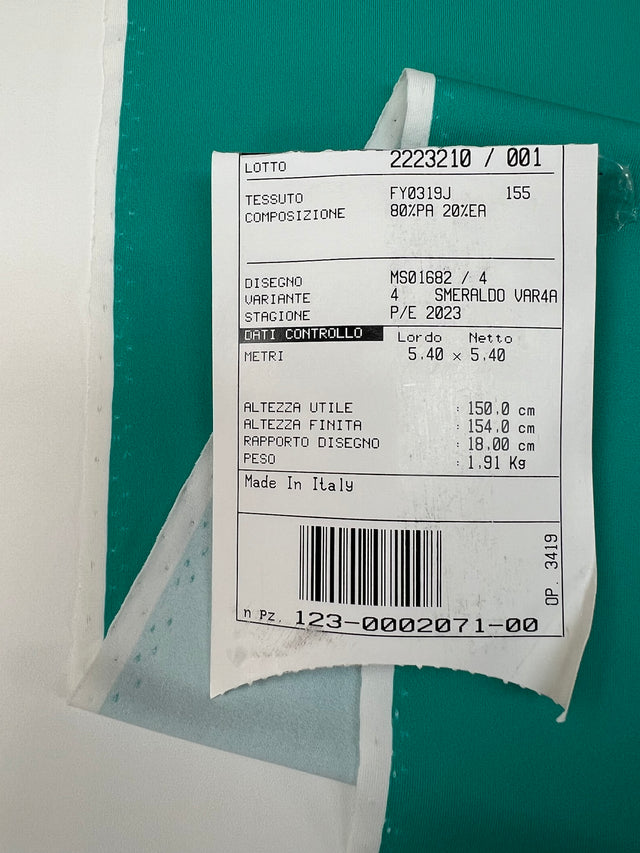 LOTTO 2223210 / 001
TESSUTO FY0319J 155
COMPOSIZIONE 80%PA 20%EA
DISEGNO MS01682 / 4
VARIANTE 4 SMERALDO VAR4A
STAGIONE P/E 2023
DATI CONTROLLO Lordo Netto
METRI 5.40 x 5.40
ALTEZZA UTILE : 150.0 cm
ALTEZZA FINITA : 154.0 cm
RAPPORTO DISEGNO : 18.00 cm
PESO : 1.91 Kg
Made In Italy
OP. 3419
n Pz. 123-0002071-00